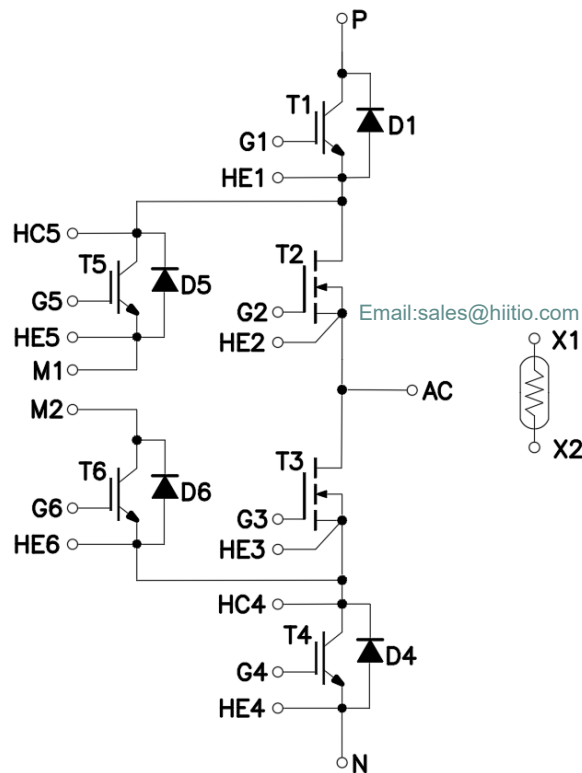 P
T1
D1
G1
HE1
HC5
T5
D5
G5
HE5
M1
T2
G2
Email:sales@hiitio.com
HE2
X1
AC
X2
M2
T6
D6
G6
HE6
T3
G3
HE3
HC4
T4
D4
G4
HE4
N